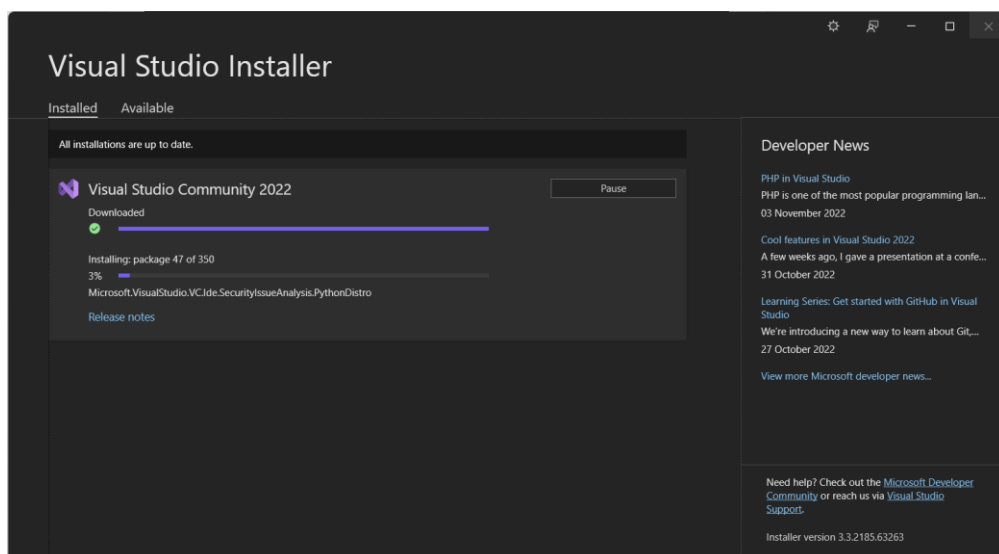 Visual Studio Installer
Installed
Available
All installations are up to date.
Visual Studio Community 2022
Pause
Downloaded
Installing: package 47 of 350
3%
Microsoft.VisualStudio.VC.Ide.SecurityIssueAnalysis.PythonDistro
Release notes
Developer News
PHP in Visual Studio
PHP is one of the most popular programming lan...
03 November 2022
Cool features in Visual Studio 2022
A few weeks ago, I gave a presentation at a confe...
31 October 2022
Learning Series: Get started with GitHub in Visual
Studio
We're introducing a new way to learn about Git,...
27 October 2022
View more Microsoft developer news...
Need help? Check out the Microsoft Developer
Community or reach us via Visual Studio
Support.
Installer version 3.3.2185.63263